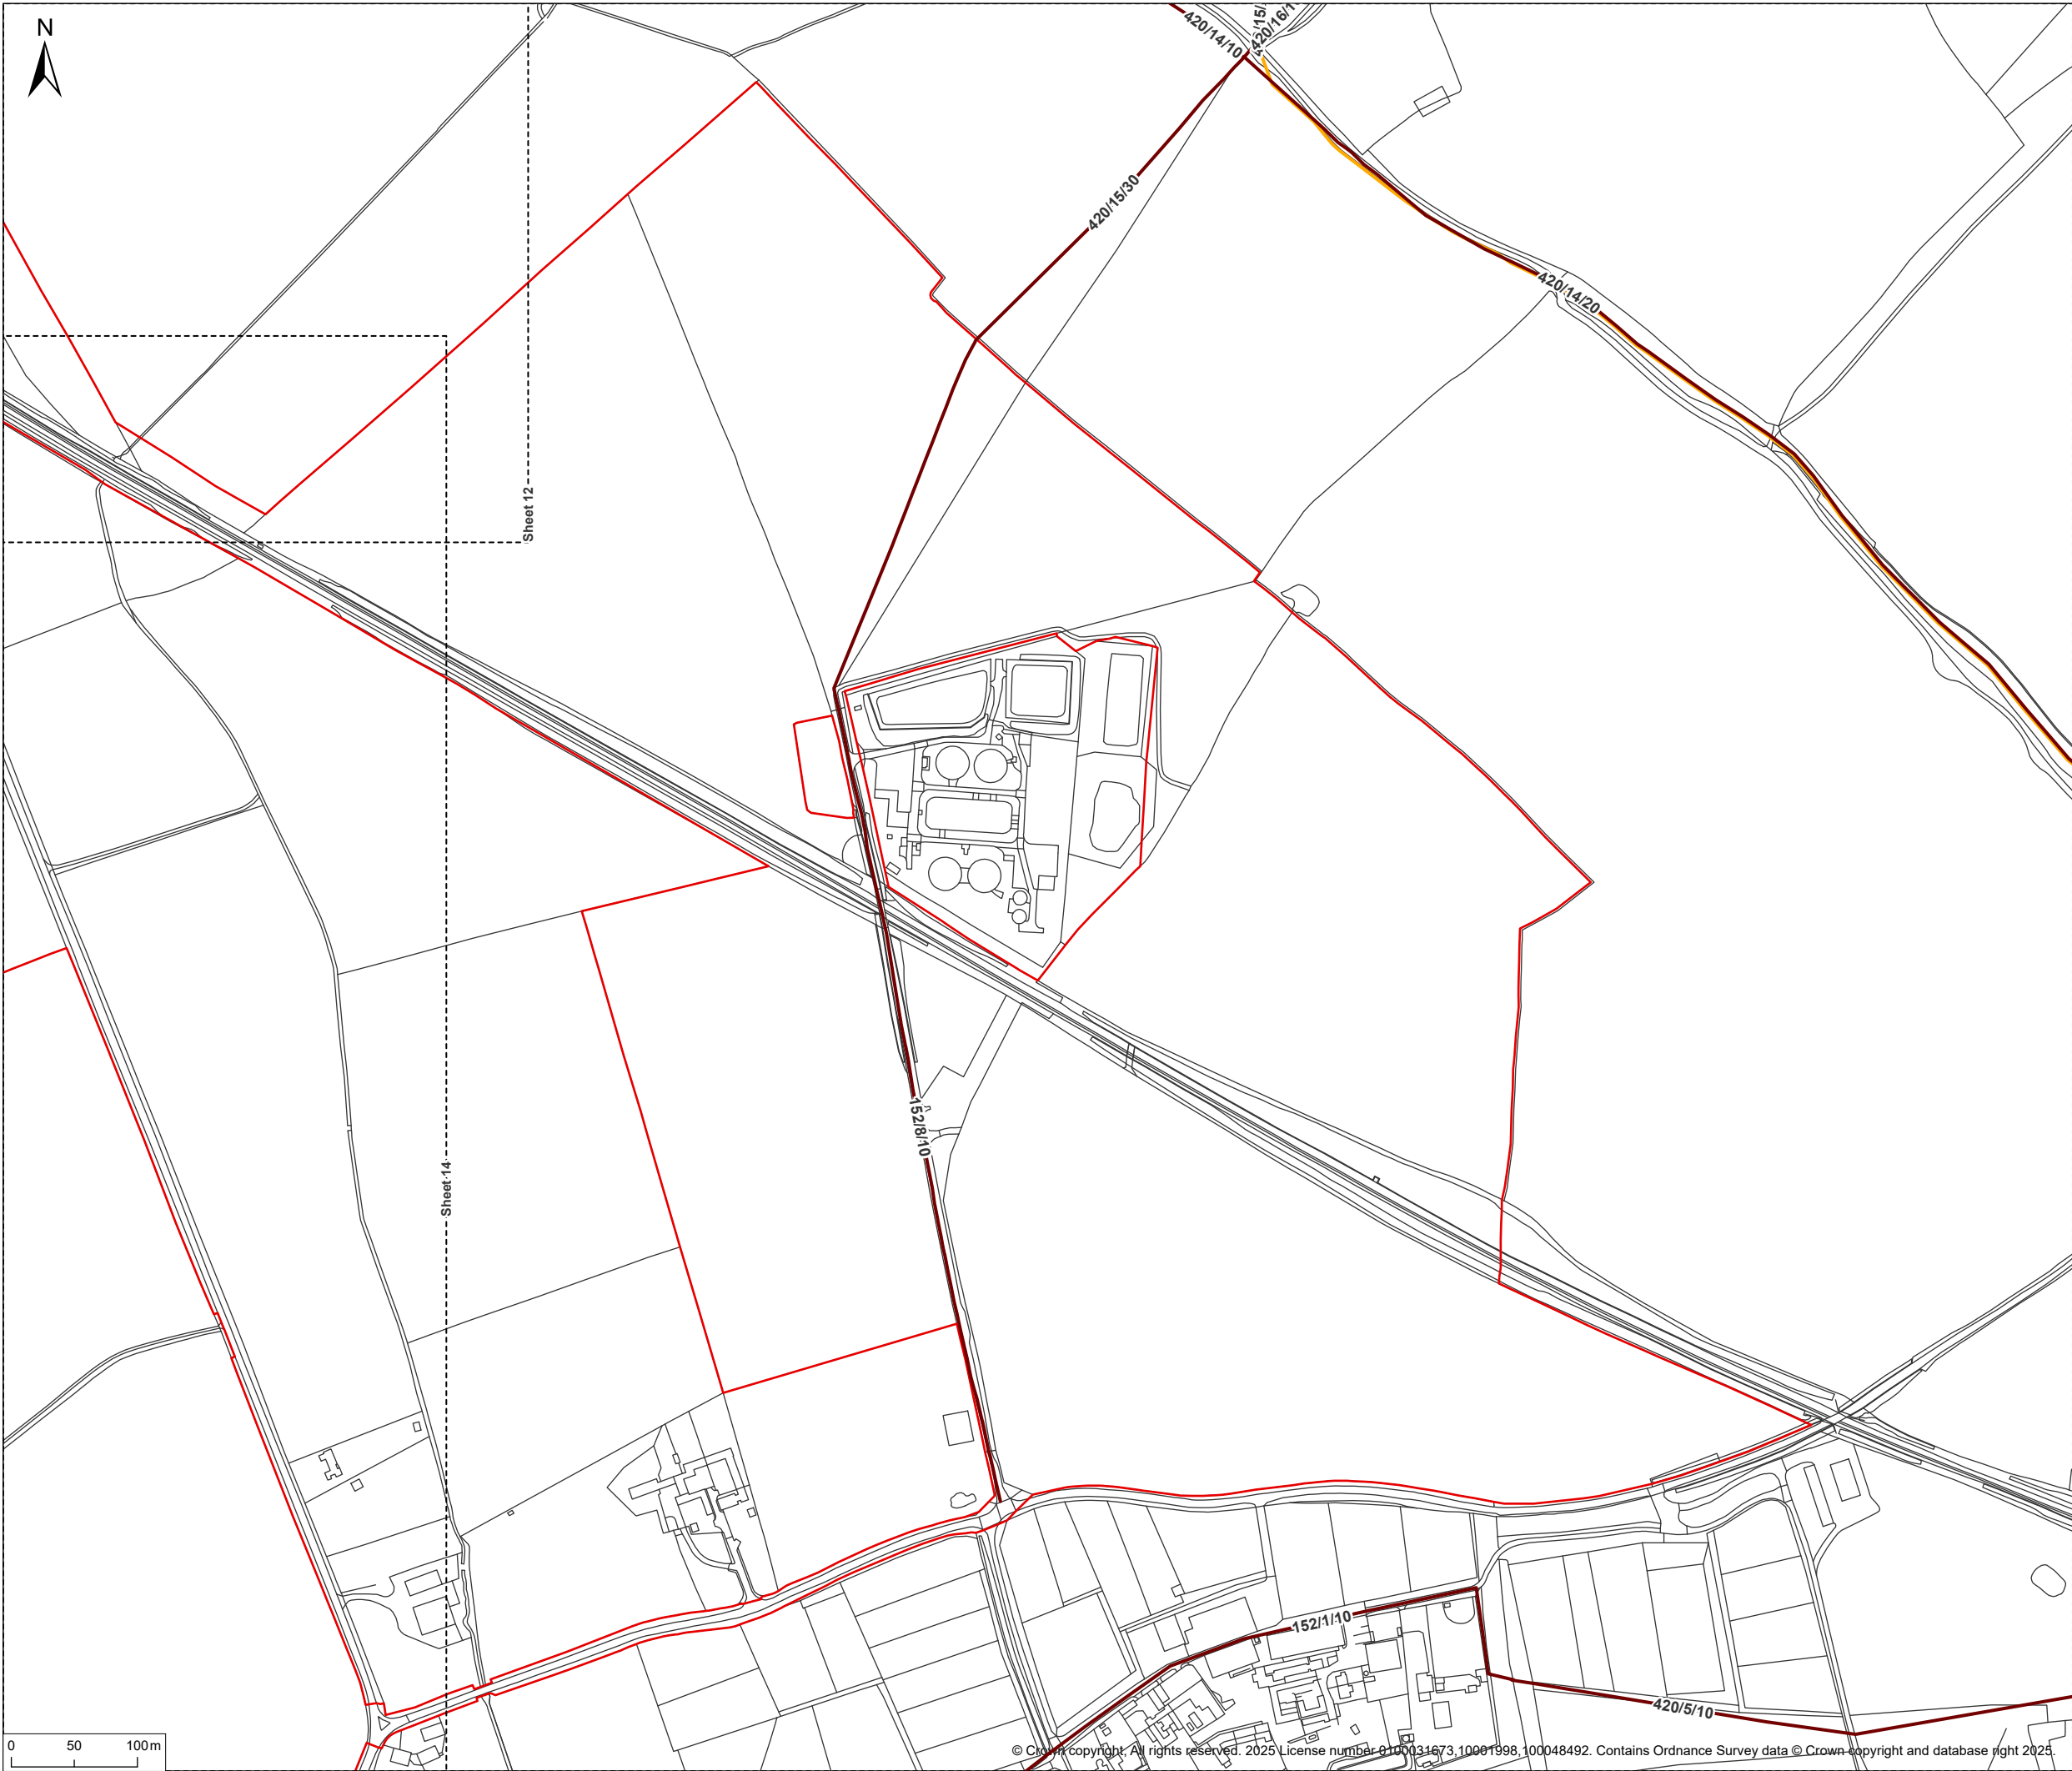 N
420/14/10
420/15/
420/16/1
420/15/30
420/14/20
Sheet 12
152/8/10
Sheet 14
152/1/10
420/5/10
0 50 100m
© Crown copyright, All rights reserved. 2025 License number 0100031673,10001998,100048492. Contains Ordnance Survey data © Crown copyright and database right 2025.